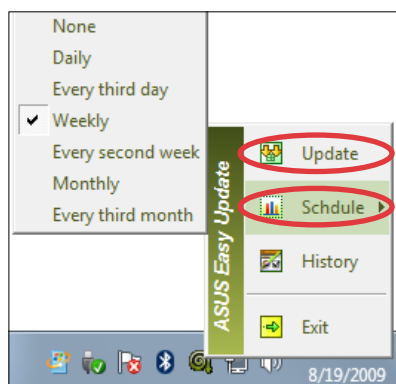 None
Daily
Every third day
Weekly
Every second week
Monthly
Every third month
ASUS Easy Update
Update
Schdule
History
Exit
8/19/2009